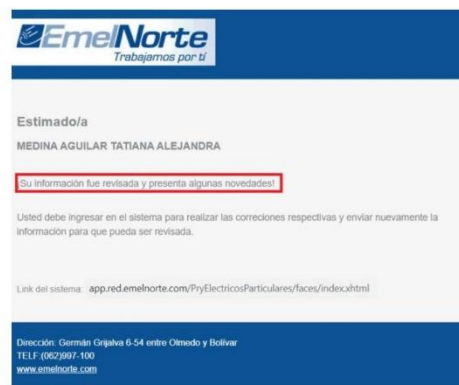 EmelNorte
Trabajamos por tí
Estimado/a
MEDINA AGUILAR TATIANA ALEJANDRA
¡Su información fue revisada y presenta algunas novedades!
Usted debe ingresar en el sistema para realizar las correciones respectivas y enviar nuevamente la
información para que pueda ser revisada.
Link del sistema: app.red.emelnorte.com/PryElectricosParticulares/faces/index.xhtml
Dirección: Germán Grijalva 6-54 entre Olmedo y Bolívar
TELF:(062)997-100
www.emelnorte.com